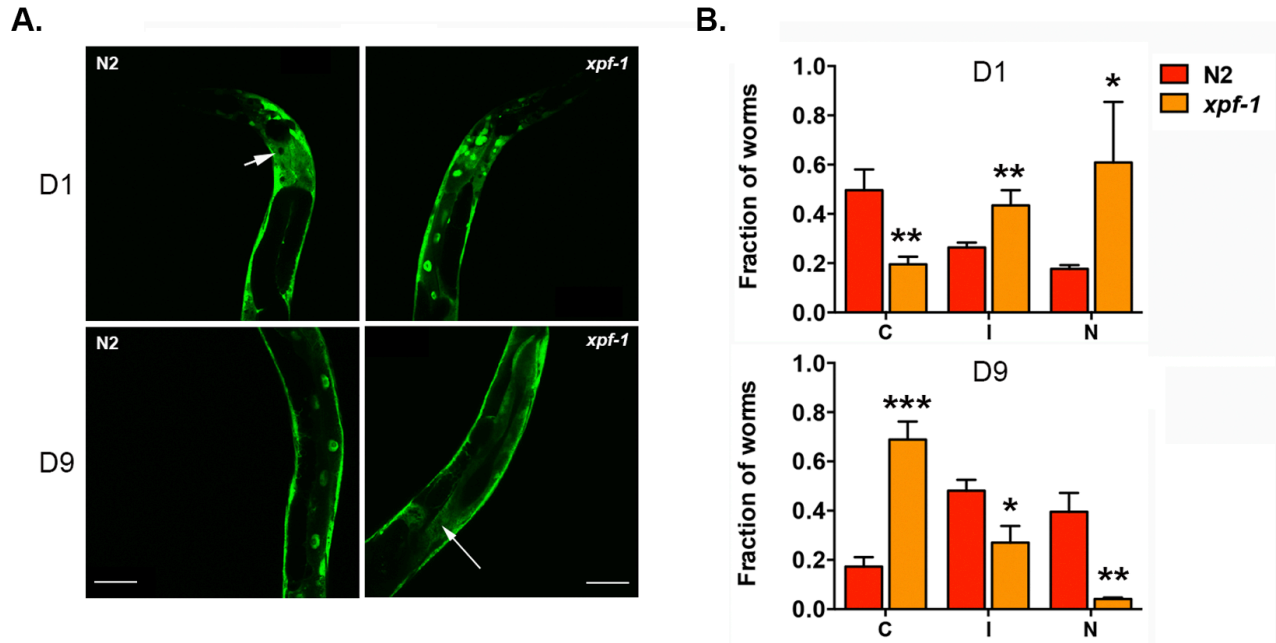 A.
N2
xpf-1
D1
N2
xpf-1
D9
B.
D1
N2
xpf-1
Fraction of worms
1.0
0.8
0.6
0.4
0.2
0.0
**
**
*
C I N
D9
Fraction of worms
1.0
0.8
0.6
0.4
0.2
0.0
***
*
**
C I N